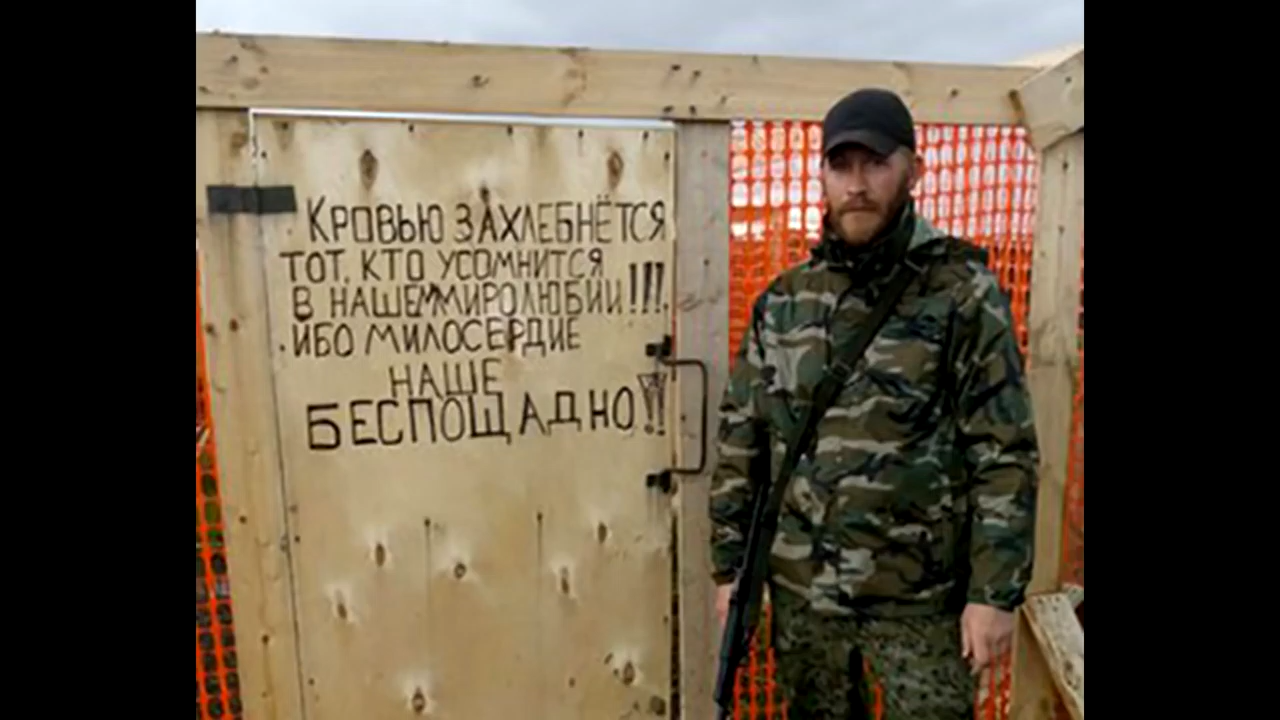 КРОВЬЮ ЗАХЛЕБНЁТСЯ
ТОТ, КТО УСОМНИТСЯ
В НАШЕМ МИРОЛЮБИИ!!!
ИБО МИЛОСЕРДИЕ
НАШЕ
БЕСПОЩАДНО!!